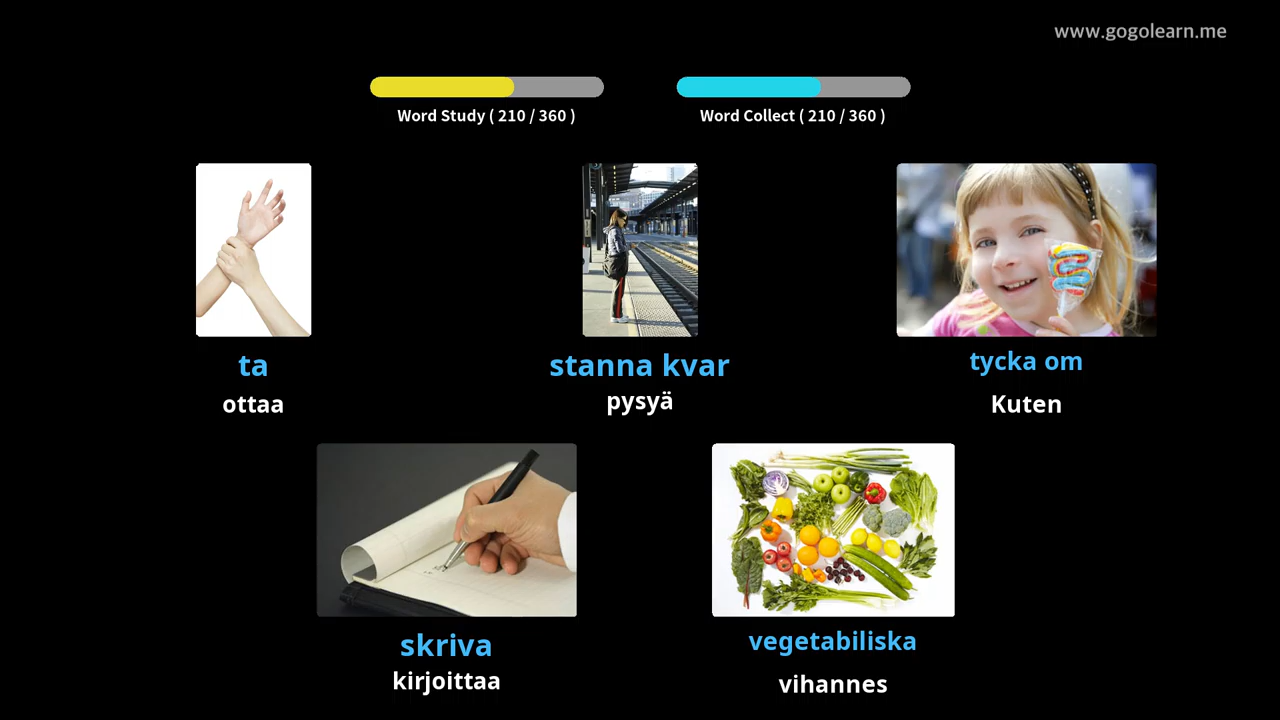 www.gogolearn.me
Word Study ( 210 / 360 )
Word Collect ( 210 / 360 )
ta
ottaa
stanna kvar
pysyä
tycka om
Kuten
skriva
kirjoittaa
vegetabiliska
vihannes